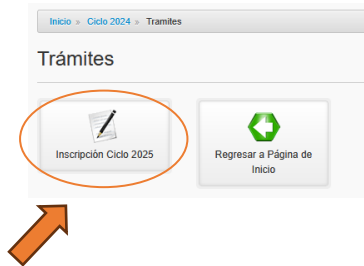 Inicio » Ciclo 2024 » Tramites
Trámites
Inscripción Ciclo 2025
Regresar a Página de
Inicio